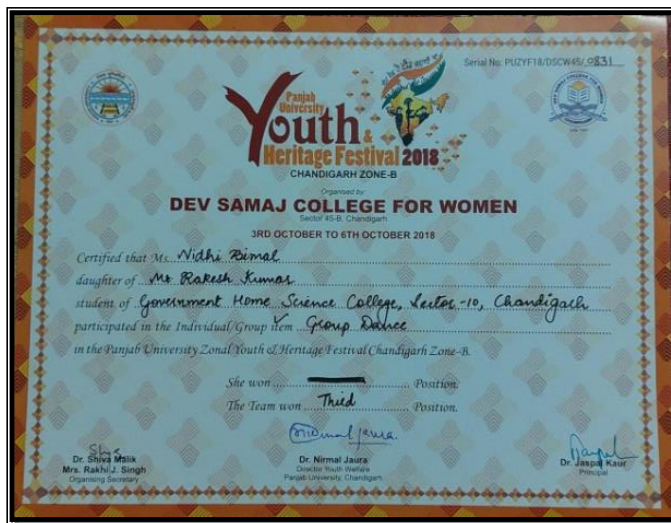 Serial No: PUZYF18/DSCW45/0831
Panjab
University
Youth &
Heritage Festival 2018
CHANDIGARH ZONE-B
Organised by
DEV SAMAJ COLLEGE FOR WOMEN
Sector 45-B, Chandigarh
3RD OCTOBER TO 6TH OCTOBER 2018
Certified that Ms. Nidhi Bimal
daughter of Mr Rakesh Kumar
student of Government Home Science College, Sector-10, Chandigarh
participated in the Individual/Group item Group Dance
in the Panjab University Zonal Youth & Heritage Festival Chandigarh Zone-B.
She won Position.
The Team won Third Position.
Nirmal Jaura
Dr. Shiva Malik
Mrs. Rakhi J. Singh
Organising Secretary
Dr. Nirmal Jaura
Director Youth Welfare
Panjab University, Chandigarh
Dr. Jaspal Kaur
Principal